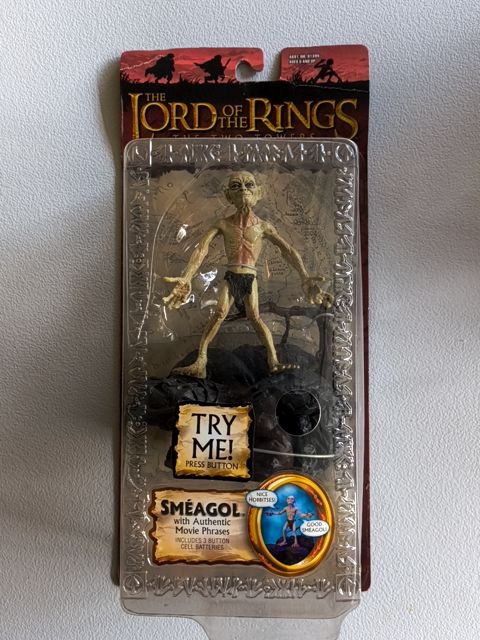 THE
LORD OF THE RINGS
THE TWO TOWERS
TRY
ME!
PRESS BUTTON
SMÉAGOL
with Authentic
Movie Phrases
INCLUDES 3 BUTTON
CELL BATTERIES
NICE
HOBBITSES!
GOOD
SMEAGOL!